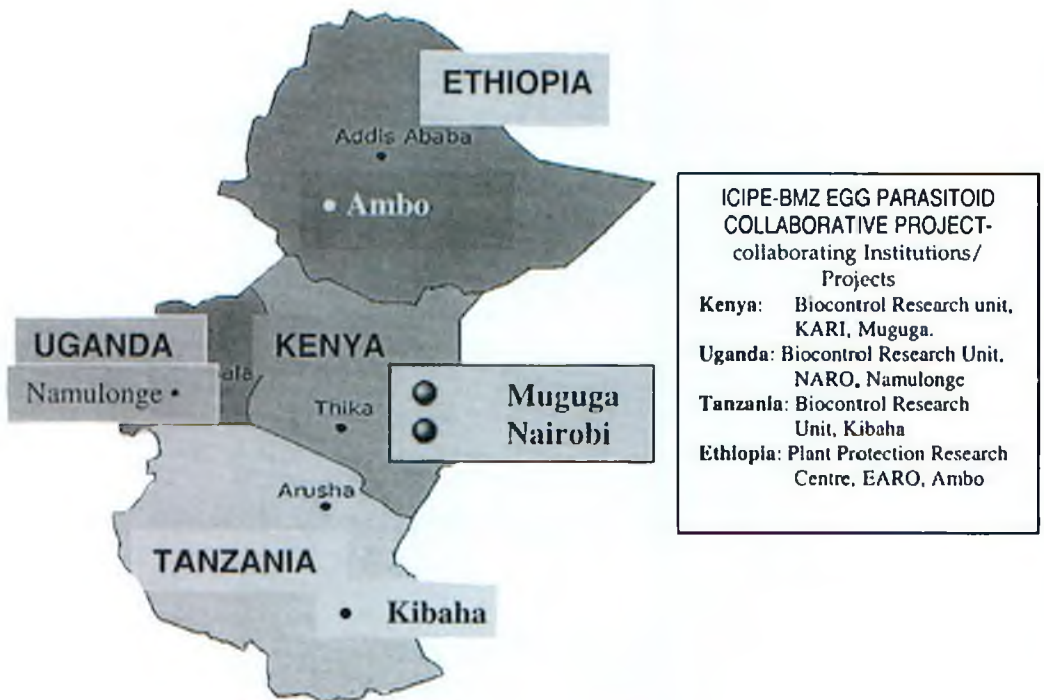 ETHIOPIA
Addis Ababa
Ambo
UGANDA
KENYA
Namulonge
Thika
Muguga
Nairobi
Arusha
TANZANIA
Kibaha
ICIPE-BMZ EGG PARASITOID
COLLABORATIVE PROJECT-
collaborating Institutions/
Projects
Kenya: Biocontrol Research unit,
KARI, Muguga.
Uganda: Biocontrol Research Unit,
NARO, Namulonge
Tanzania: Biocontrol Research
Unit, Kibaha
Ethiopia: Plant Protection Research
Centre, EARO, Ambo